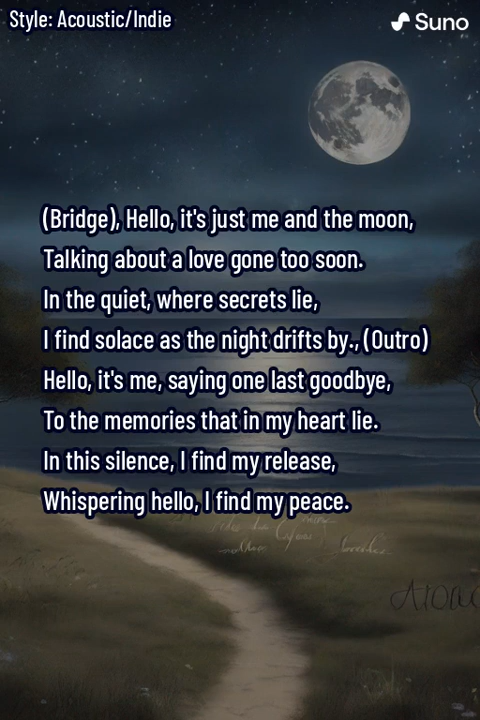 Style: Acoustic/Indie
Suno
(Bridge), Hello, it's just me and the moon,
Talking about a love gone too soon.
In the quiet, where secrets lie,
I find solace as the night drifts by., (Outro)
Hello, it's me, saying one last goodbye,
To the memories that in my heart lie.
In this silence, I find my release,
Whispering hello, I find my peace.